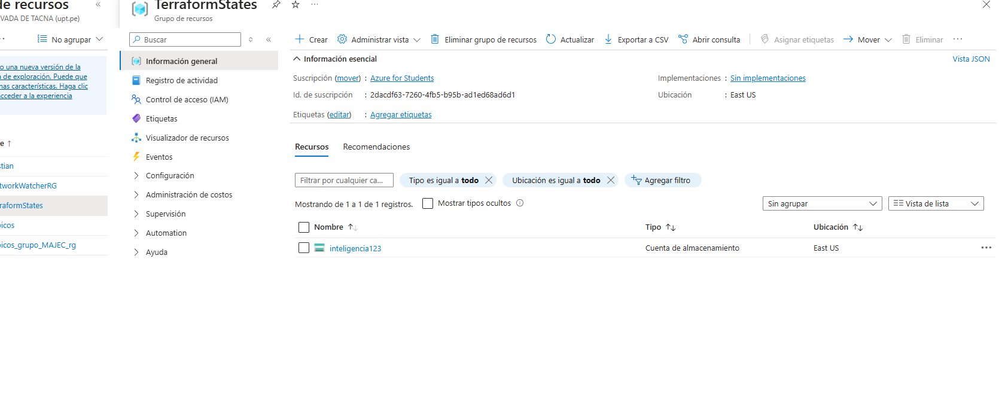 de recursos
VADA DE TACNA (upt.pe)
No agrupar
o una nueva versión de la
a de exploración. Puede que
nas características. Haga clic
acceder a la experiencia
e ↑
stian
tworkWatcherRG
raformStates
icos
icos_grupo_MAJEC_rg
TerraformStates
Grupo de recursos
Buscar
Información general
Registro de actividad
Control de acceso (IAM)
Etiquetas
Visualizador de recursos
Eventos
Configuración
Administración de costos
Supervisión
Automation
Ayuda
Crear Administrar vista Eliminar grupo de recursos Actualizar Exportar a CSV Abrir consulta Asignar etiquetas Mover Eliminar ...
Información esencial Vista JSON
Suscripción (mover) : Azure for Students Implementaciones : Sin implementaciones
Id. de suscripción : 2dacdf63-7260-4fb5-b95b-ad1ed68ad6d1 Ubicación : East US
Etiquetas (editar) : Agregar etiquetas
Recursos Recomendaciones
Filtrar por cualquier ca... Tipo es igual a todo Ubicación es igual a todo Agregar filtro
Mostrando de 1 a 1 de 1 registros. Mostrar tipos ocultos Sin agrupar Vista de lista
Nombre ↑↓ Tipo ↑↓ Ubicación ↑↓
inteligencia123 Cuenta de almacenamiento East US ...